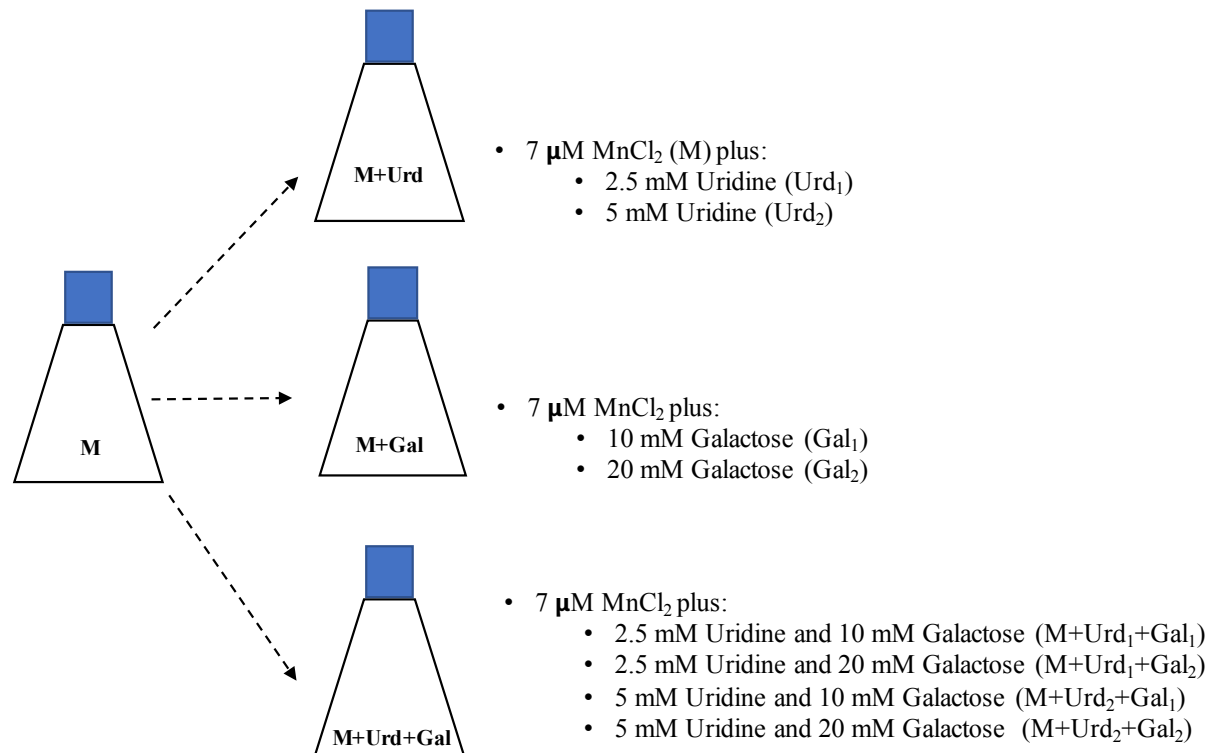 M+Urd
• 7 μM MnCl₂ (M) plus:
• 2.5 mM Uridine (Urd₁)
• 5 mM Uridine (Urd₂)
M
M+Gal
• 7 μM MnCl₂ plus:
• 10 mM Galactose (Gal₁)
• 20 mM Galactose (Gal₂)
M+Urd+Gal
• 7 μM MnCl₂ plus:
• 2.5 mM Uridine and 10 mM Galactose (M+Urd₁+Gal₁)
• 2.5 mM Uridine and 20 mM Galactose (M+Urd₁+Gal₂)
• 5 mM Uridine and 10 mM Galactose (M+Urd₂+Gal₁)
• 5 mM Uridine and 20 mM Galactose (M+Urd₂+Gal₂)